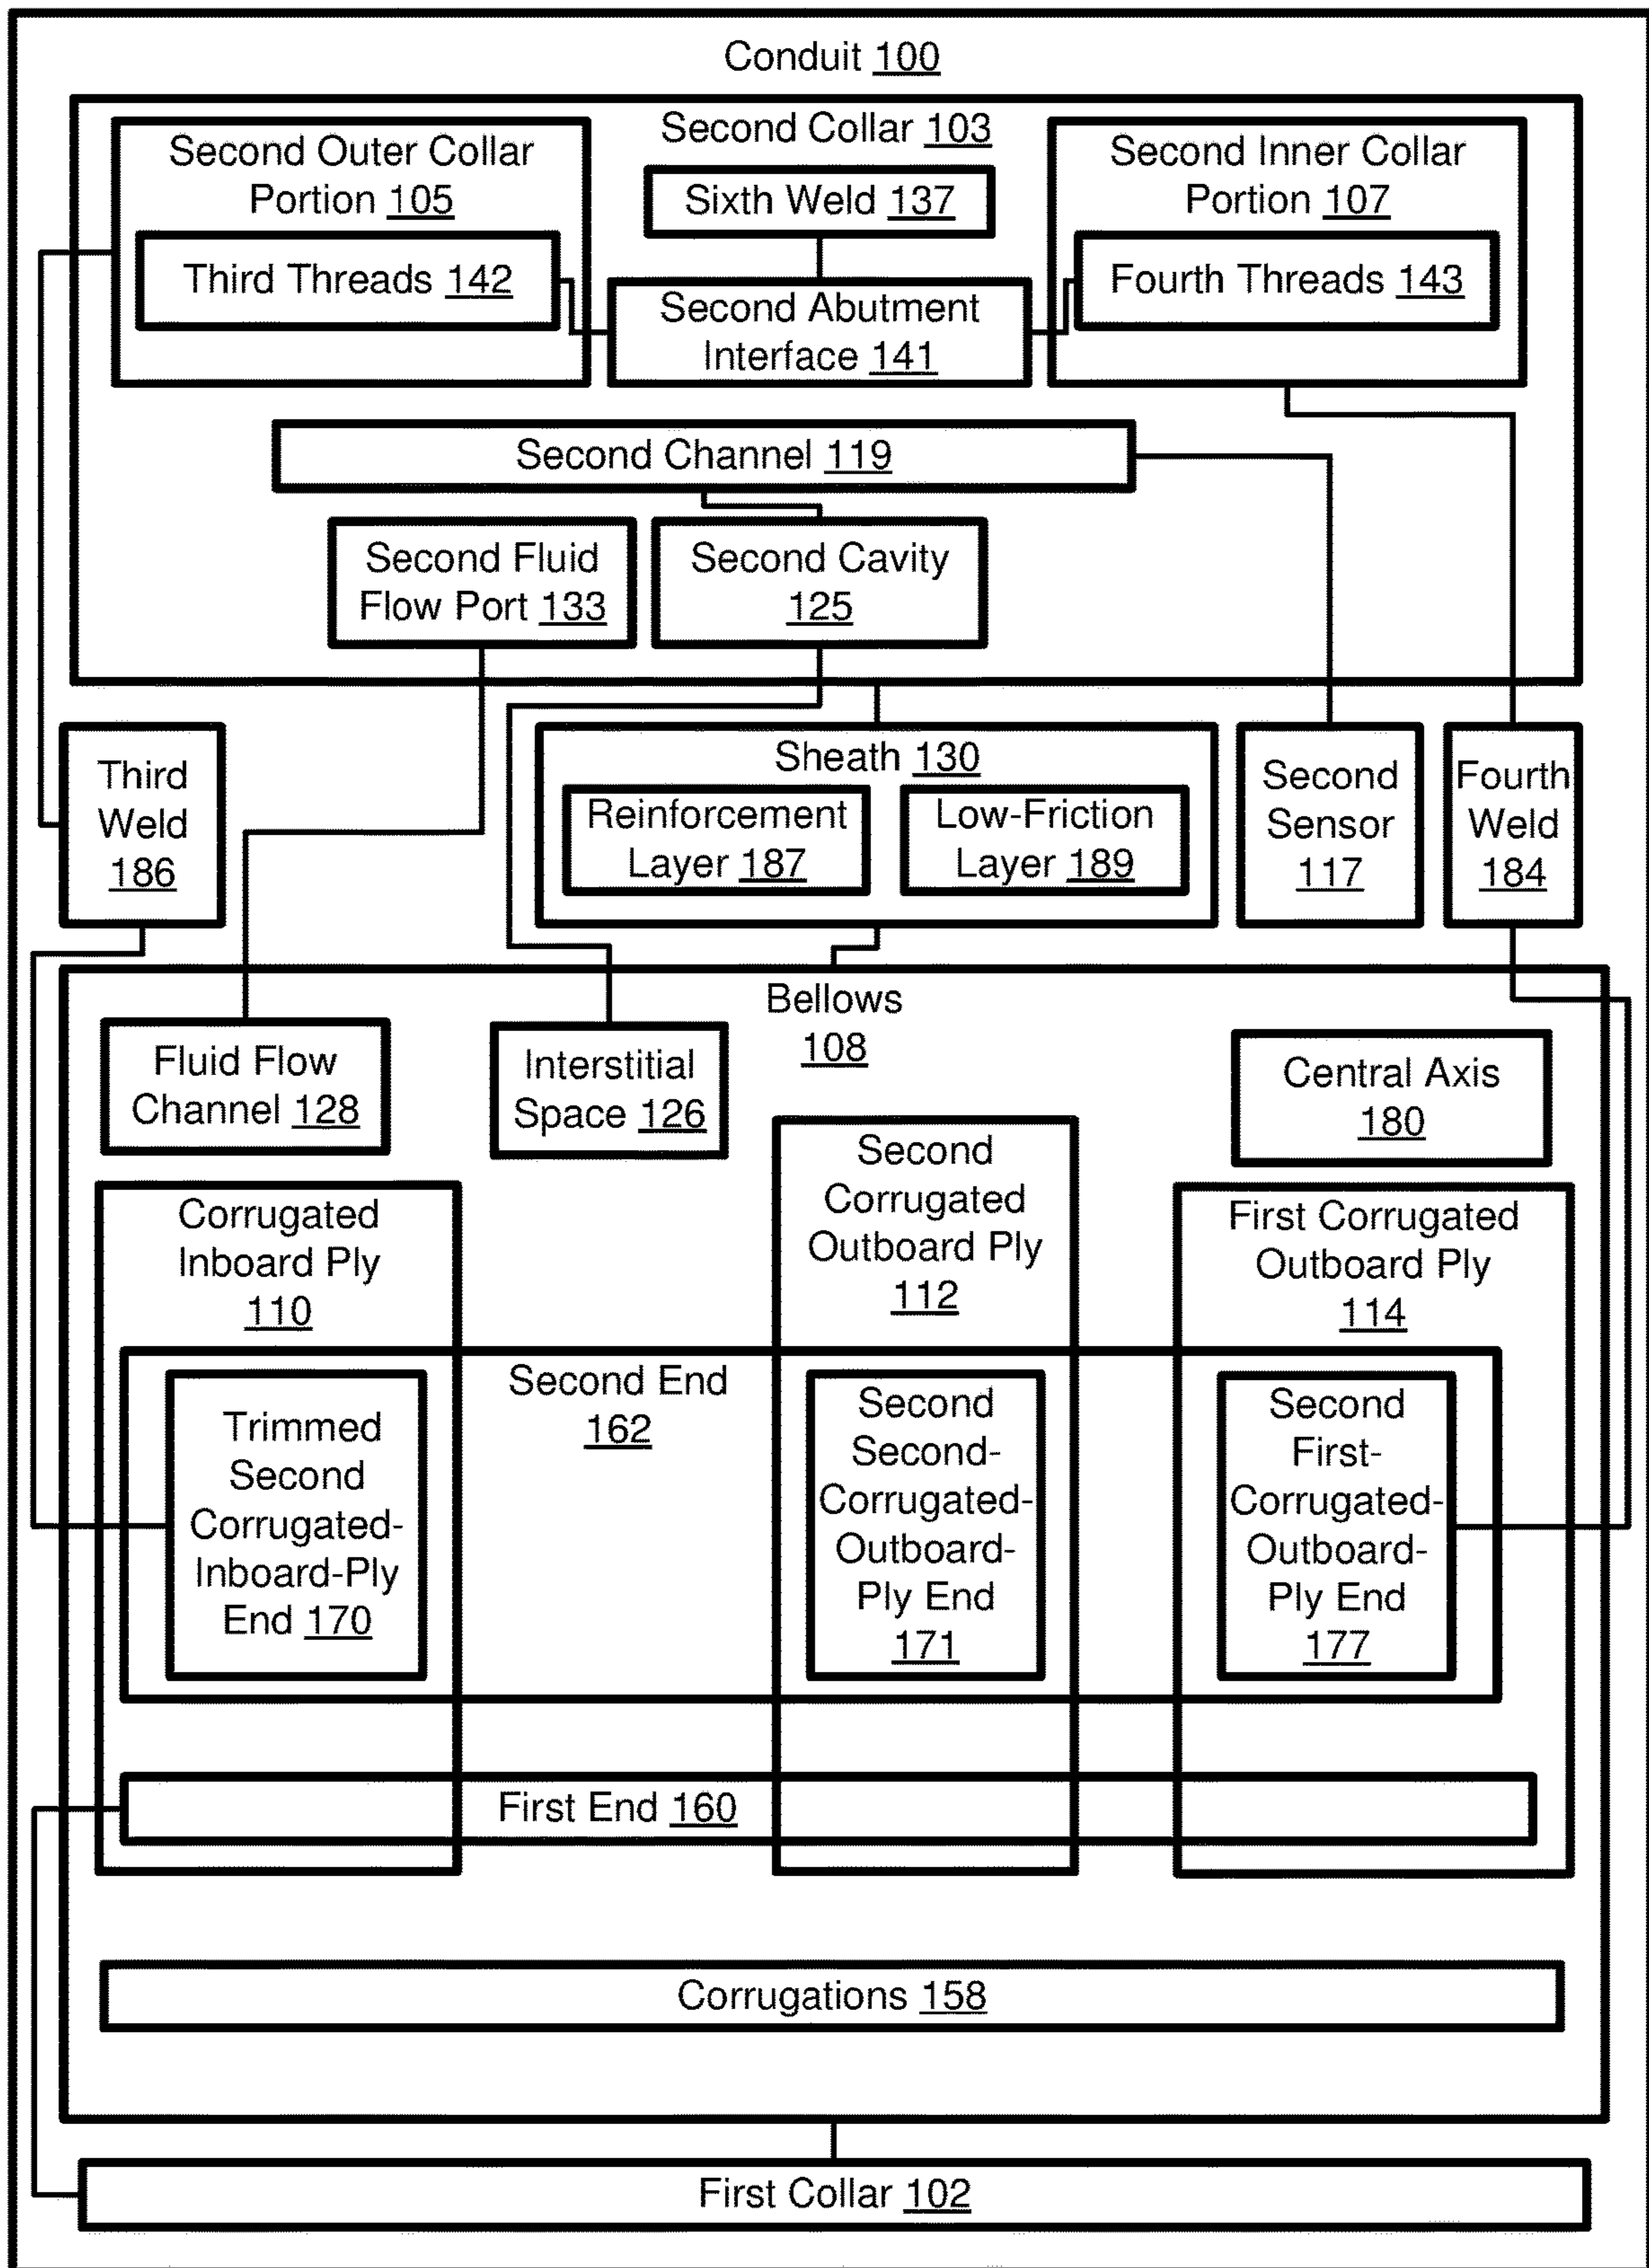 Conduit 100
Second Collar 103
Second Outer Collar
Portion 105
Third Threads 142
Sixth Weld 137
Second Abutment
Interface 141
Second Inner Collar
Portion 107
Fourth Threads 143
Second Channel 119
Second Fluid
Flow Port 133
Second Cavity
125
Third
Weld
186
Sheath 130
Reinforcement
Layer 187
Low-Friction
Layer 189
Second
Sensor
117
Fourth
Weld
184
Bellows
108
Fluid Flow
Channel 128
Interstitial
Space 126
Central Axis
180
Corrugated
Inboard Ply
110
Second
Corrugated
Outboard Ply
112
First Corrugated
Outboard Ply
114
Second End
162
Trimmed
Second
Corrugated-
Inboard-Ply
End 170
Second
Second-
Corrugated-
Outboard-
Ply End
171
Second
First-
Corrugated-
Outboard-
Ply End
177
First End 160
Corrugations 158
First Collar 102